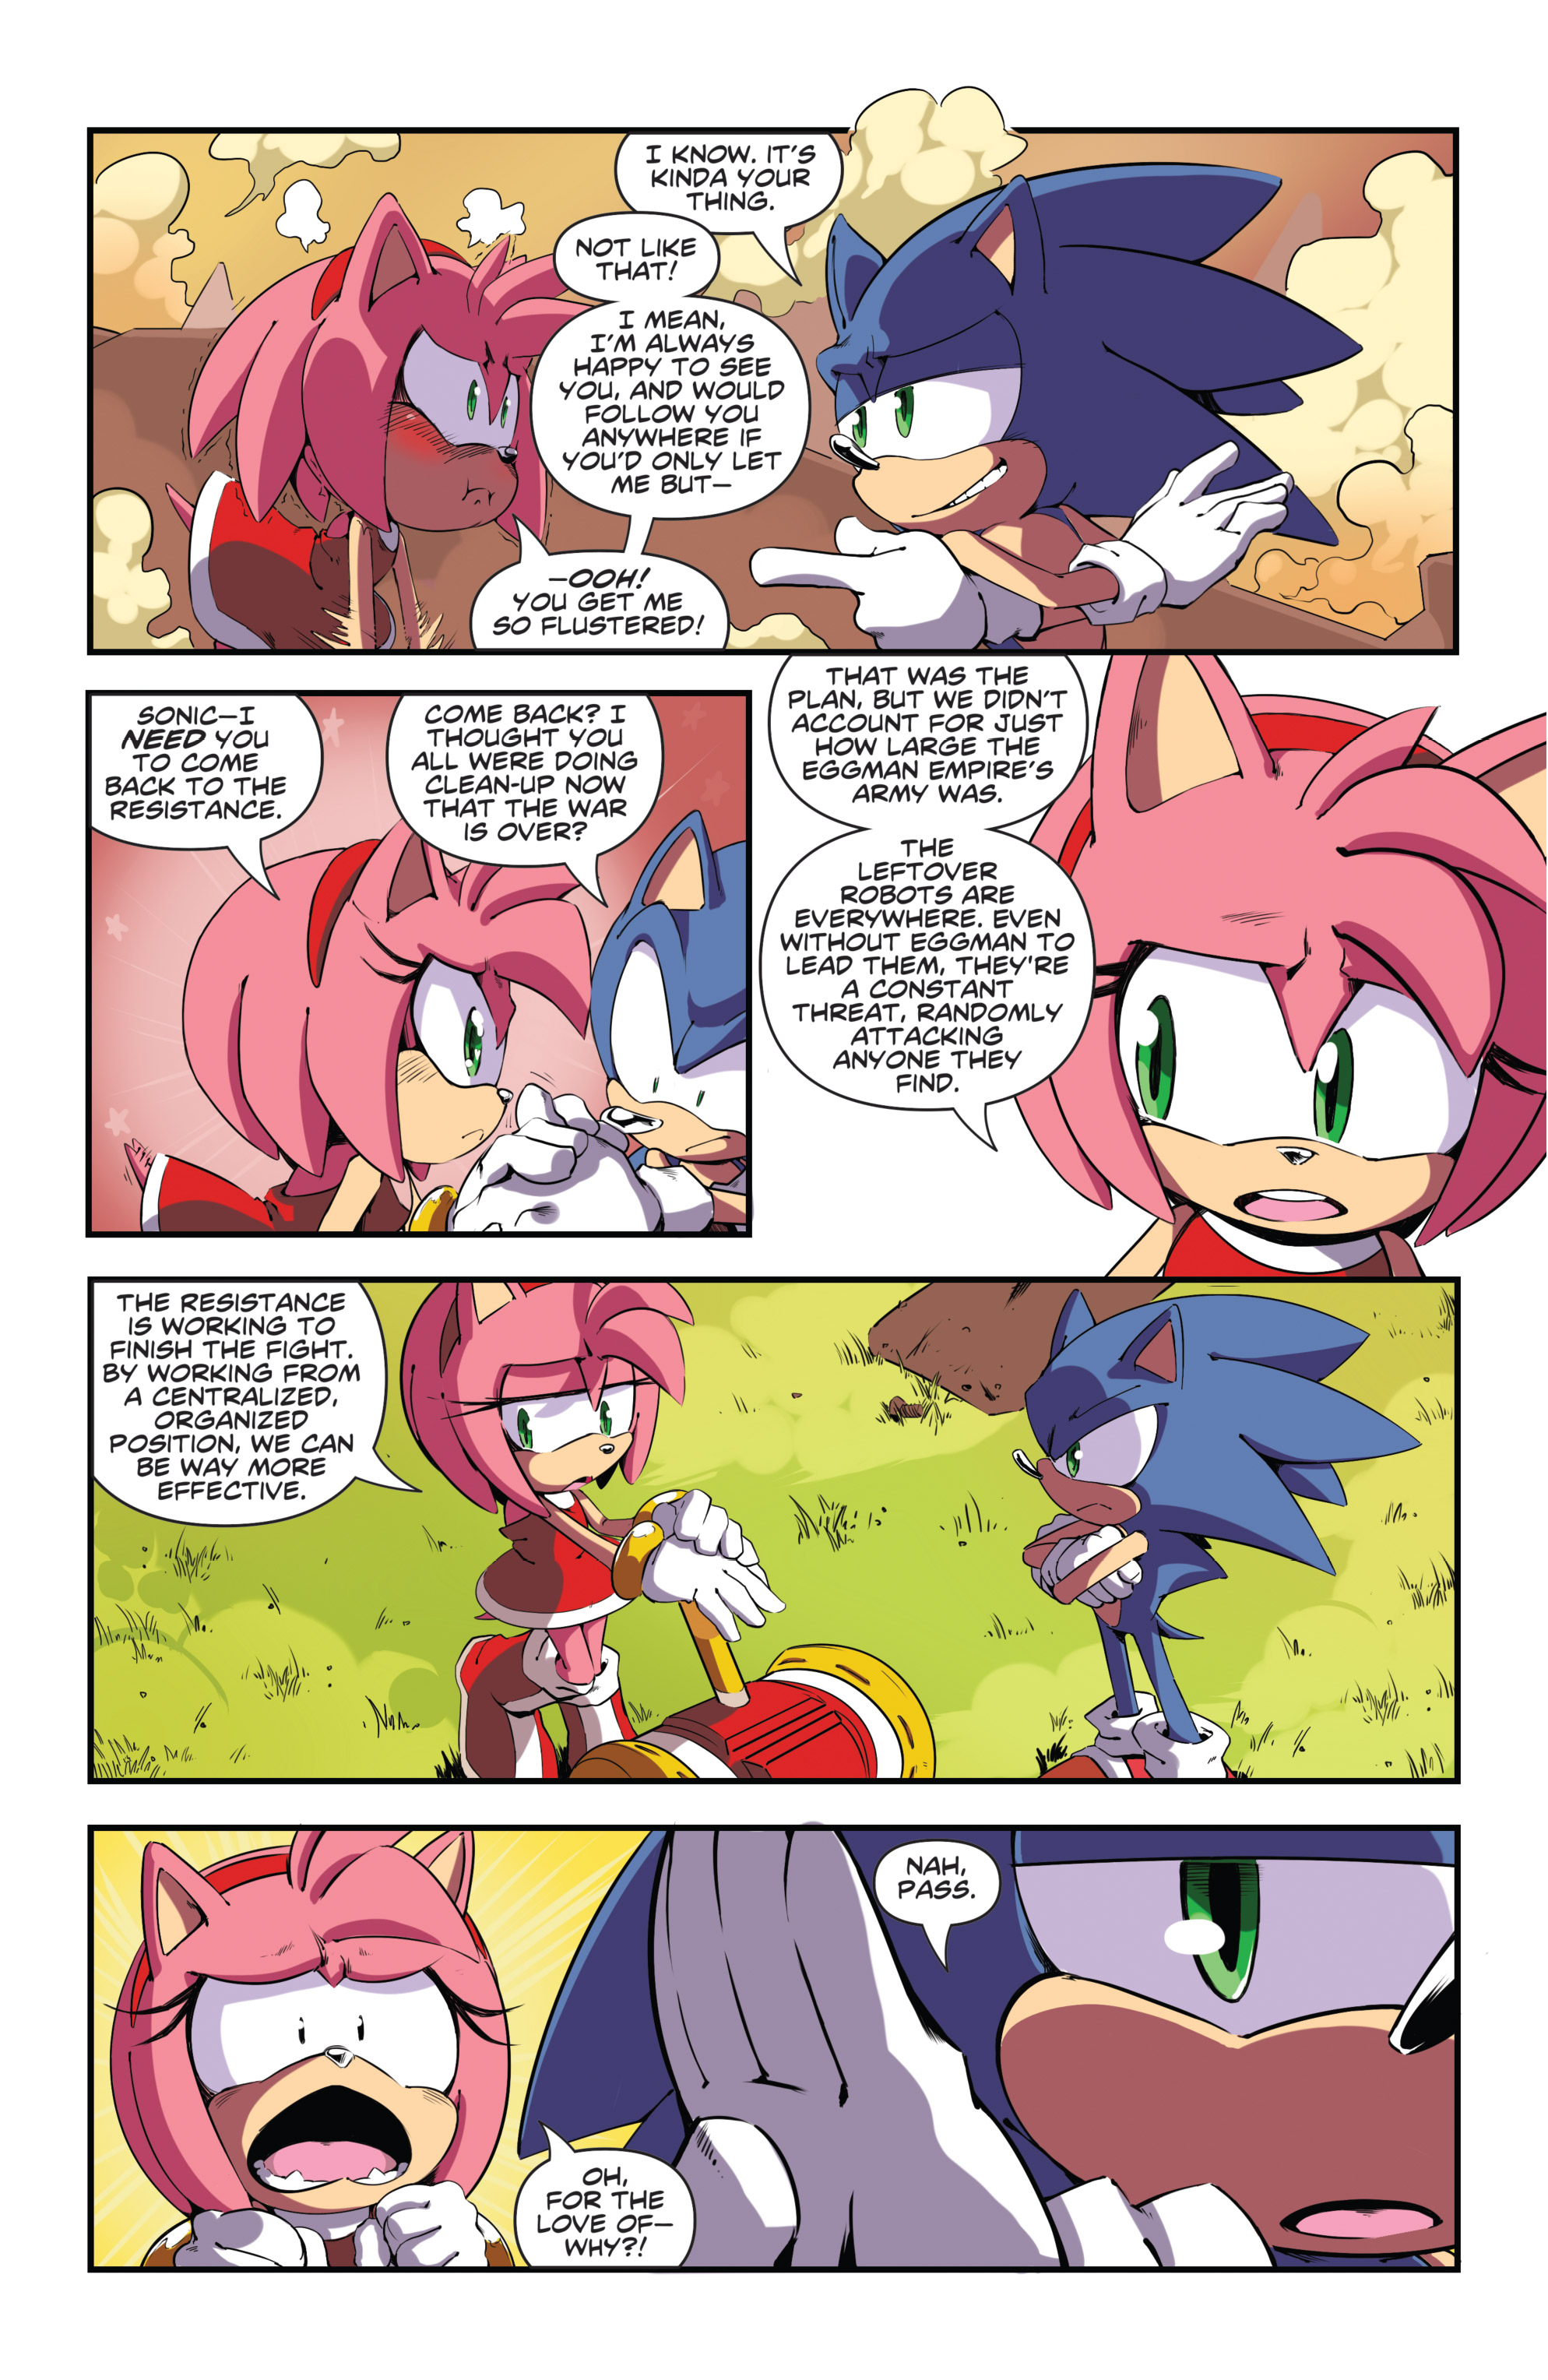 I KNOW. IT'S
KINDA YOUR
THING.
NOT LIKE
THAT!
I MEAN,
I'M ALWAYS
HAPPY TO SEE
YOU, AND WOULD
FOLLOW YOU
ANYWHERE IF
YOU'D ONLY LET
ME BUT—
—OOH!
YOU GET ME
SO FLUSTERED!
SONIC—I
NEED YOU
TO COME
BACK TO THE
RESISTANCE.
COME BACK? I
THOUGHT YOU
ALL WERE DOING
CLEAN-UP NOW
THAT THE WAR
IS OVER?
THAT WAS THE
PLAN, BUT WE DIDN'T
ACCOUNT FOR JUST
HOW LARGE THE
EGGMAN EMPIRE'S
ARMY WAS.
THE
LEFTOVER
ROBOTS ARE
EVERYWHERE. EVEN
WITHOUT EGGMAN TO
LEAD THEM, THEY'RE
A CONSTANT
THREAT, RANDOMLY
ATTACKING
ANYONE THEY
FIND.
THE RESISTANCE
IS WORKING TO
FINISH THE FIGHT.
BY WORKING FROM
A CENTRALIZED,
ORGANIZED
POSITION, WE CAN
BE WAY MORE
EFFECTIVE.
NAH,
PASS.
OH,
FOR THE
LOVE OF—
WHY?!